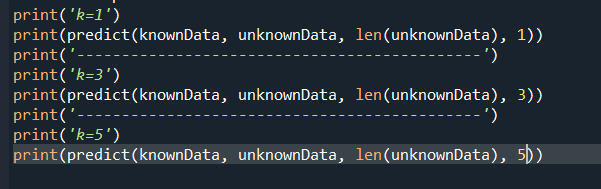 print('k=1')
print(predict(knownData, unknownData, len(unknownData), 1))
print('----------------------------------------------')
print('k=3')
print(predict(knownData, unknownData, len(unknownData), 3))
print('----------------------------------------------')
print('k=5')
print(predict(knownData, unknownData, len(unknownData), 5))